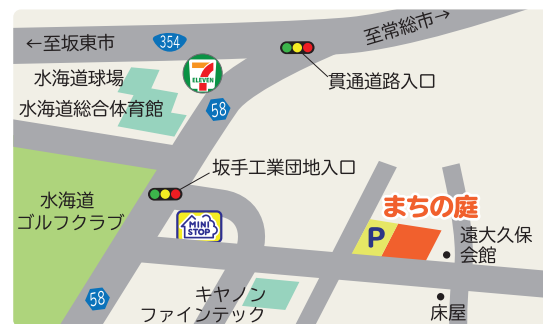 ←至坂東市
354
至常総市→
7
ELEVEN
貫通道路入口
水海道球場
水海道総合体育館
58
坂手工業団地入口
水海道
ゴルフクラブ
MINI
STOP
まちの庭
P
遠大久保
会館
58
キヤノン
ファインテック
床屋